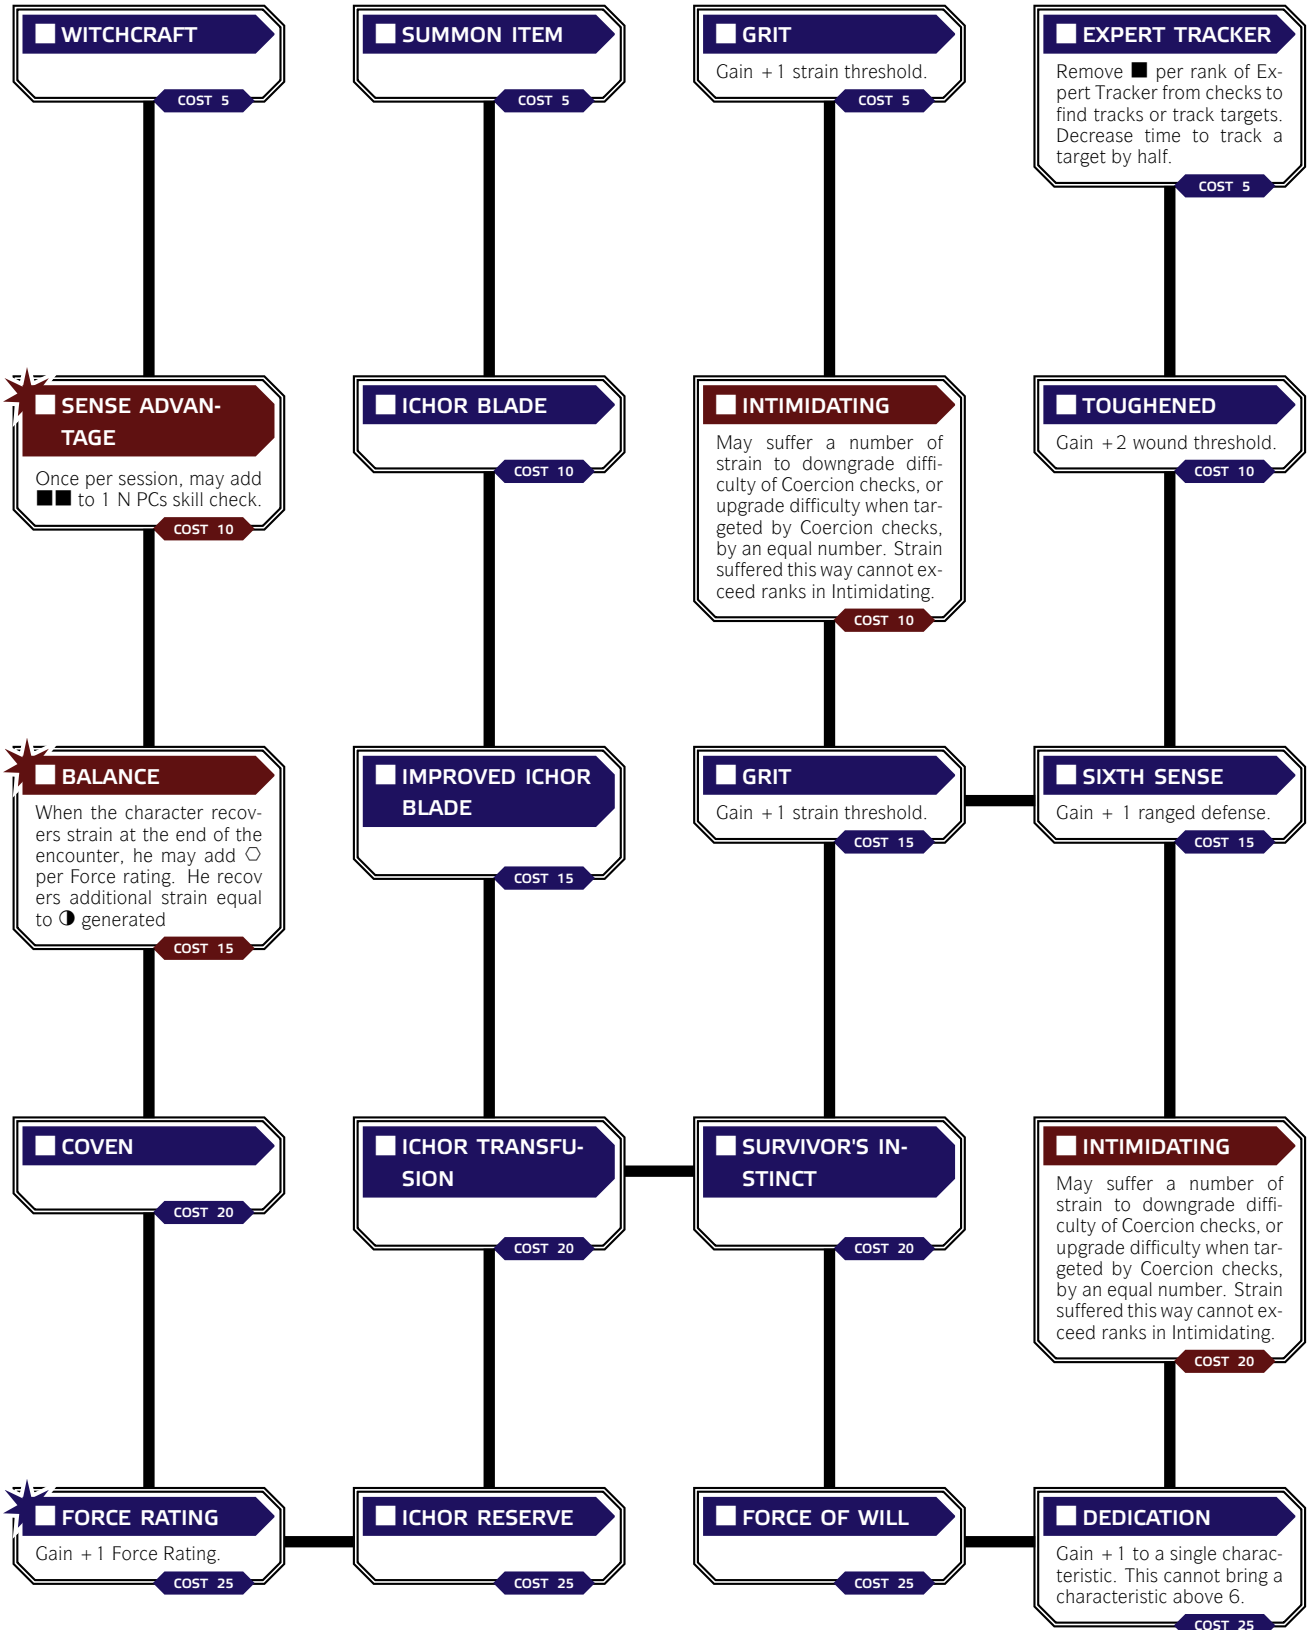 WITCHCRAFT
COST 5
SUMMON ITEM
COST 5
GRIT
Gain +1 strain threshold.
COST 5
EXPERT TRACKER
Remove ■ per rank of Ex-
pert Tracker from checks to
find tracks or track targets.
Decrease time to track a
target by half.
COST 5
SENSE ADVAN-
TAGE
Once per session, may add
■■ to 1 N PCs skill check.
COST 10
ICHOR BLADE
COST 10
INTIMIDATING
May suffer a number of
strain to downgrade diffi-
culty of Coercion checks, or
upgrade difficulty when tar-
geted by Coercion checks,
by an equal number. Strain
suffered this way cannot ex-
ceed ranks in Intimidating.
COST 10
TOUGHENED
Gain +2 wound threshold.
COST 10
BALANCE
When the character recov-
ers strain at the end of the
encounter, he may add ⬡
per Force rating. He recov
ers additional strain equal
to ◑ generated
COST 15
IMPROVED ICHOR
BLADE
COST 15
GRIT
Gain +1 strain threshold.
COST 15
SIXTH SENSE
Gain + 1 ranged defense.
COST 15
COVEN
COST 20
ICHOR TRANSFU-
SION
COST 20
SURVIVOR'S IN-
STINCT
COST 20
INTIMIDATING
May suffer a number of
strain to downgrade diffi-
culty of Coercion checks, or
upgrade difficulty when tar-
geted by Coercion checks,
by an equal number. Strain
suffered this way cannot ex-
ceed ranks in Intimidating.
COST 20
FORCE RATING
Gain +1 Force Rating.
COST 25
ICHOR RESERVE
COST 25
FORCE OF WILL
COST 25
DEDICATION
Gain +1 to a single charac-
teristic. This cannot bring a
characteristic above 6.
COST 25